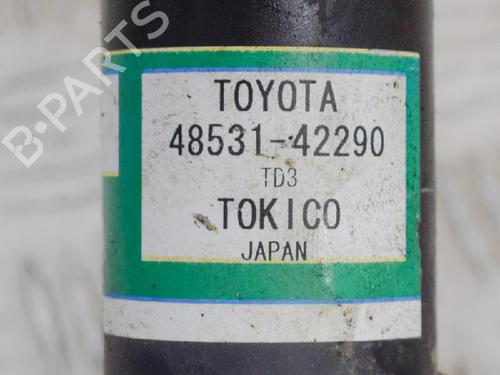 B-PARTS
TOYOTA
48531-42290
TD3
TOKICO
JAPAN